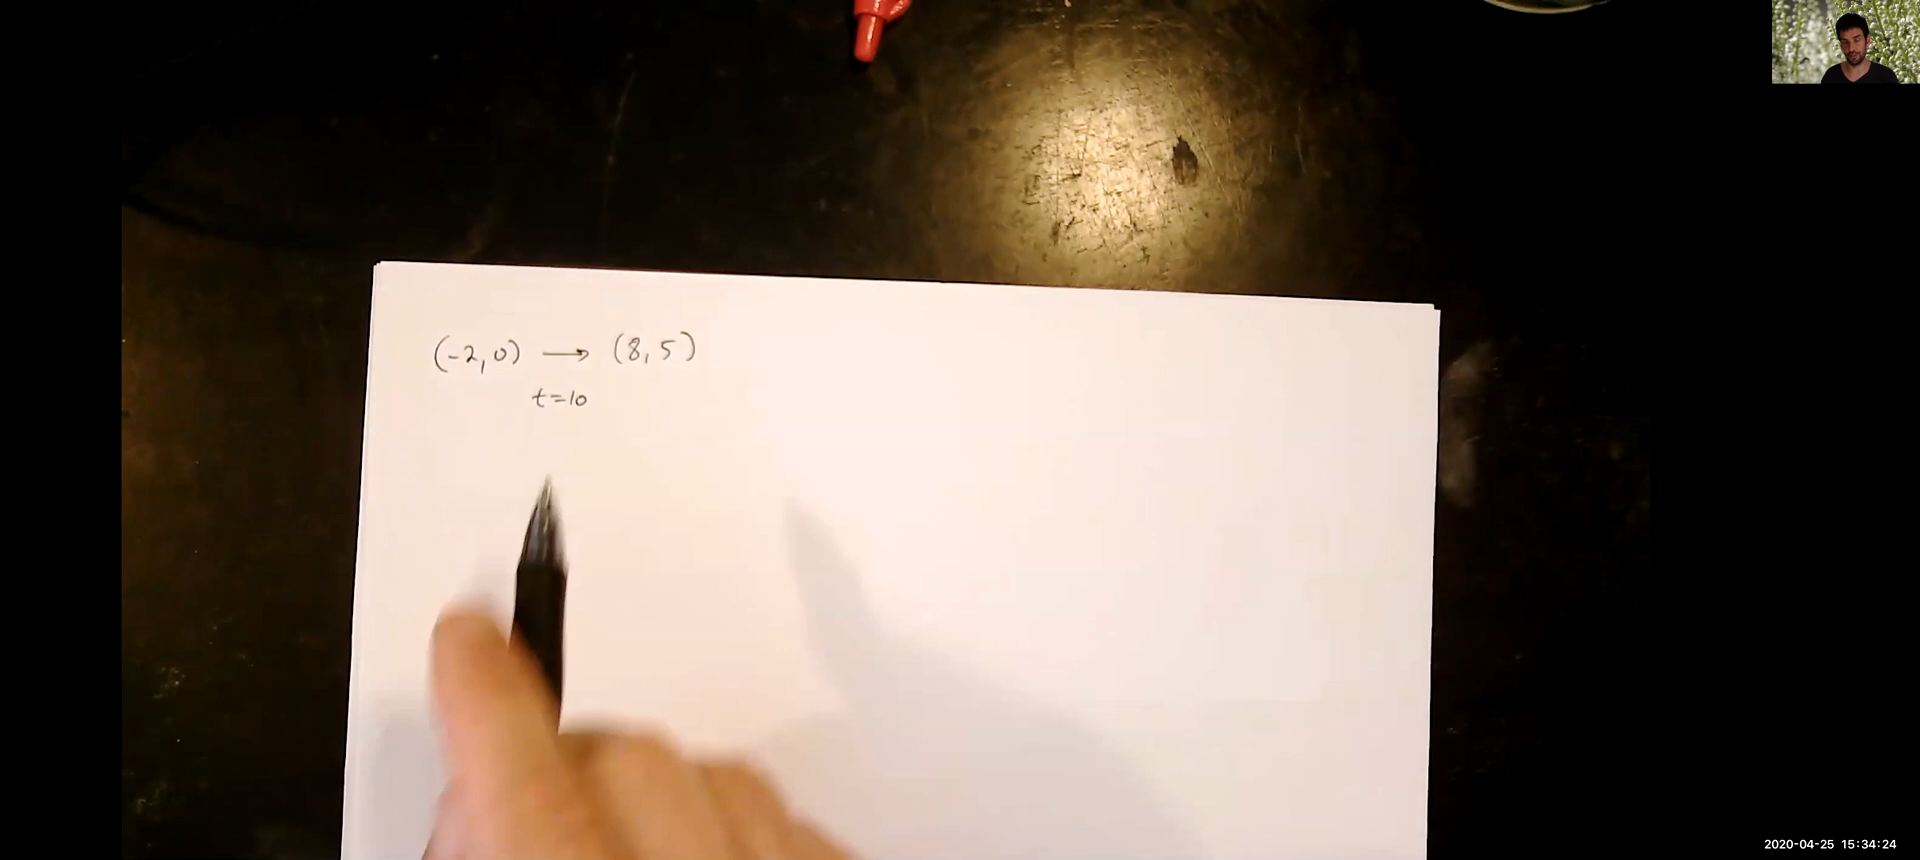 (-2,0) → (8,5)
t=10
2020-04-25 15:34:24